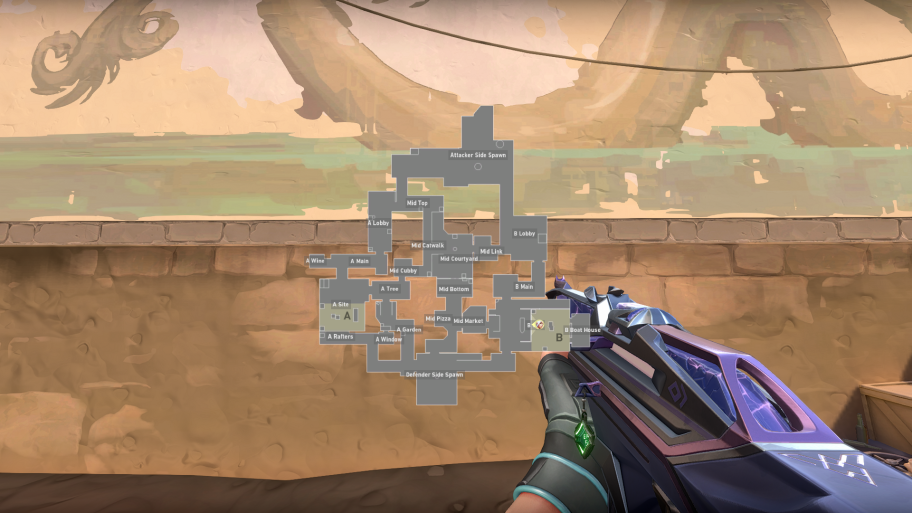 Attacker Side Spawn
Mid Top
A Lobby
B Lobby
Mid Catwalk
Mid Link
Mid Courtyard
A Wine
A Main
Mid Cubby
A Tree
Mid Bottom
B Main
A Site
A
Mid Pizza
Mid Market
A Garden
B
B Boat House
B
A Rafters
A Window
Defender Side Spawn